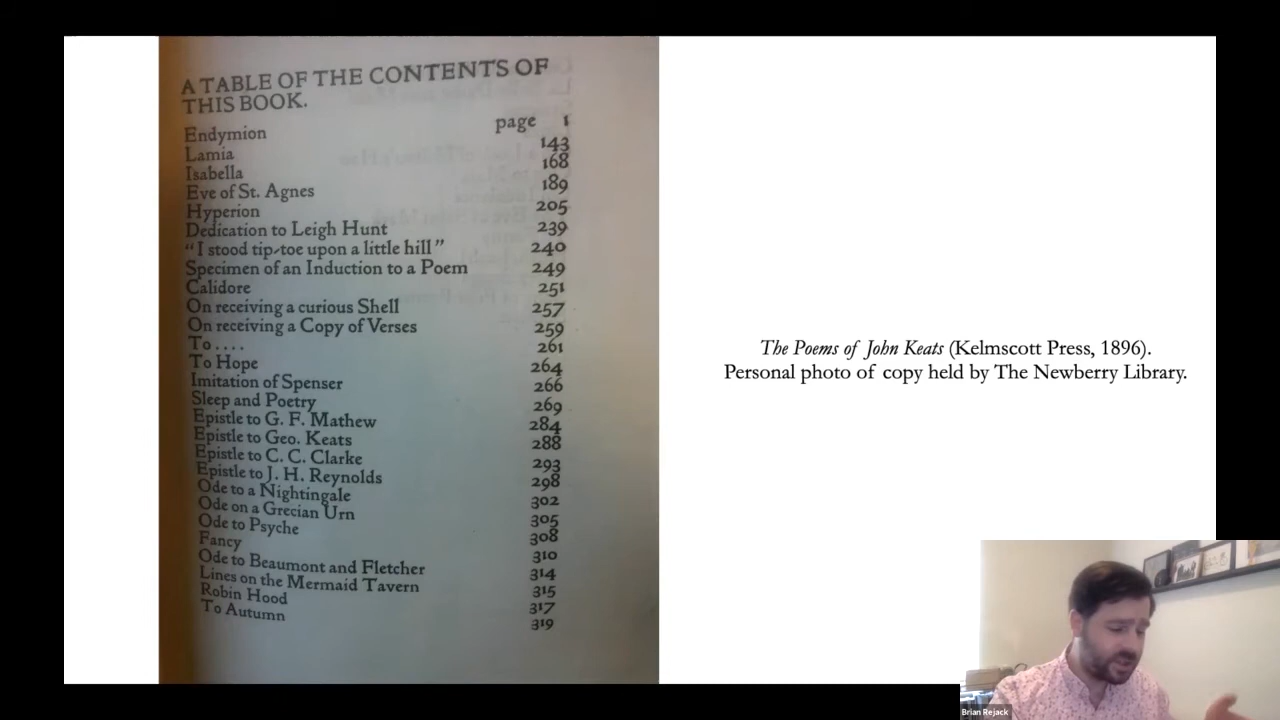 A TABLE OF THE CONTENTS OF
THIS BOOK.
Endymion page 1
Lamia 143
Isabella 168
Eve of St. Agnes 189
Hyperion 205
Dedication to Leigh Hunt 239
“I stood tip-toe upon a little hill” 240
Specimen of an Induction to a Poem 249
Calidore 251
On receiving a curious Shell 257
On receiving a Copy of Verses 259
To.... 261
To Hope 264
Imitation of Spenser 266
Sleep and Poetry 269
Epistle to G. F. Mathew 284
Epistle to Geo. Keats 288
Epistle to C. C. Clarke 293
Epistle to J. H. Reynolds 298
Ode to a Nightingale 302
Ode on a Grecian Urn 305
Ode to Psyche 308
Fancy 310
Ode to Beaumont and Fletcher 314
Lines on the Mermaid Tavern 315
Robin Hood 317
To Autumn 319
The Poems of John Keats (Kelmscott Press, 1896).
Personal photo of copy held by The Newberry Library.
Brian Rejack